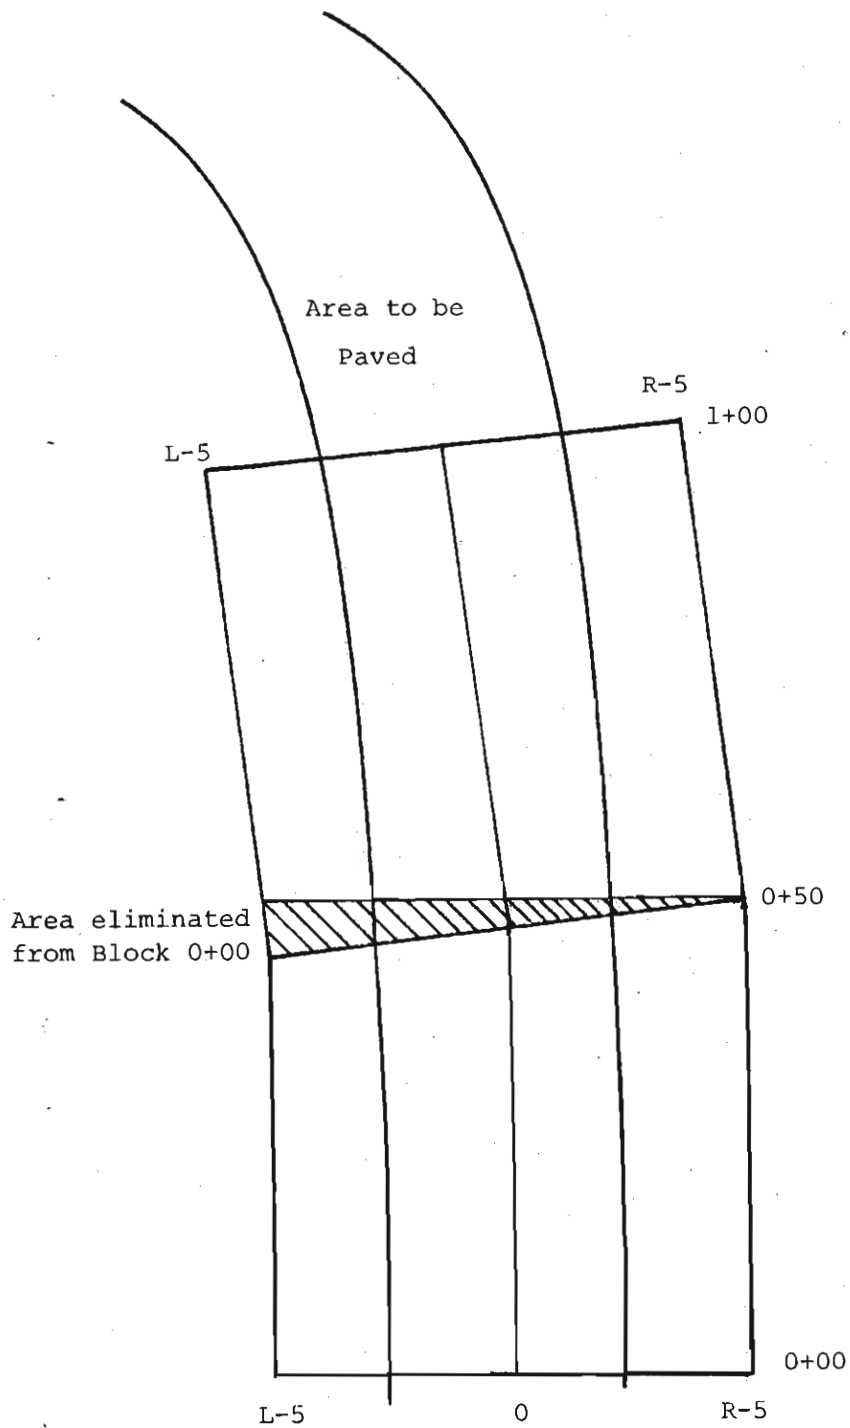 Area to be
Paved
R-5
1+00
L-5
0+50
Area eliminated
from Block 0+00
0+00
L-5
0
R-5